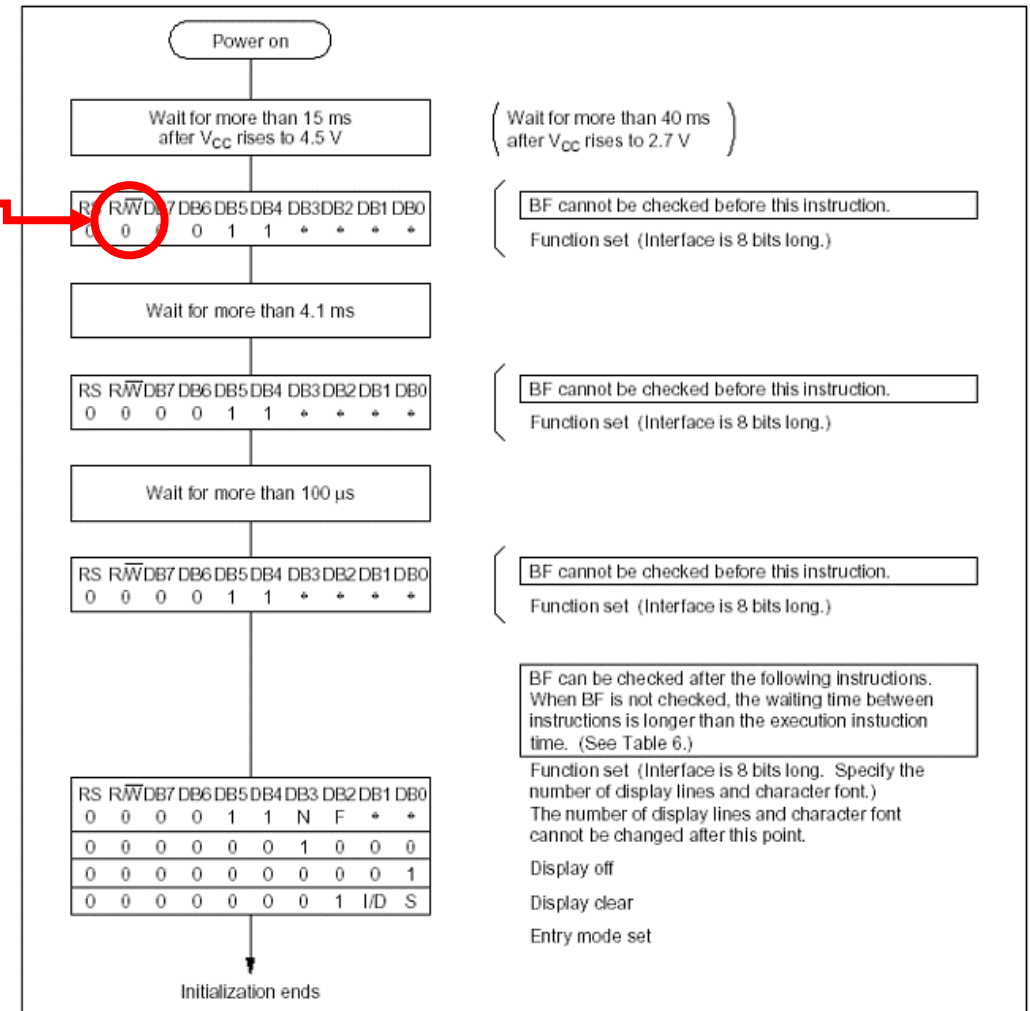 Power on
Wait for more than 15 ms
after VCC rises to 4.5 V
Wait for more than 40 ms
after VCC rises to 2.7 V
RS R/W̅ DB7 DB6 DB5 DB4 DB3 DB2 DB1 DB0
0 0 0 0 1 1 * * * *
BF cannot be checked before this instruction.
Function set (Interface is 8 bits long.)
Wait for more than 4.1 ms
RS R/W̅ DB7 DB6 DB5 DB4 DB3 DB2 DB1 DB0
0 0 0 0 1 1 * * * *
BF cannot be checked before this instruction.
Function set (Interface is 8 bits long.)
Wait for more than 100 µs
RS R/W̅ DB7 DB6 DB5 DB4 DB3 DB2 DB1 DB0
0 0 0 0 1 1 * * * *
BF cannot be checked before this instruction.
Function set (Interface is 8 bits long.)
BF can be checked after the following instructions.
When BF is not checked, the waiting time between
instructions is longer than the execution instuction
time. (See Table 6.)
Function set (Interface is 8 bits long. Specify the
number of display lines and character font.)
The number of display lines and character font
cannot be changed after this point.
Display off
Display clear
Entry mode set
RS R/W̅ DB7 DB6 DB5 DB4 DB3 DB2 DB1 DB0
0 0 0 0 1 1 N F * *
0 0 0 0 0 0 1 0 0 0
0 0 0 0 0 0 0 0 0 1
0 0 0 0 0 0 0 1 I/D S
Initialization ends